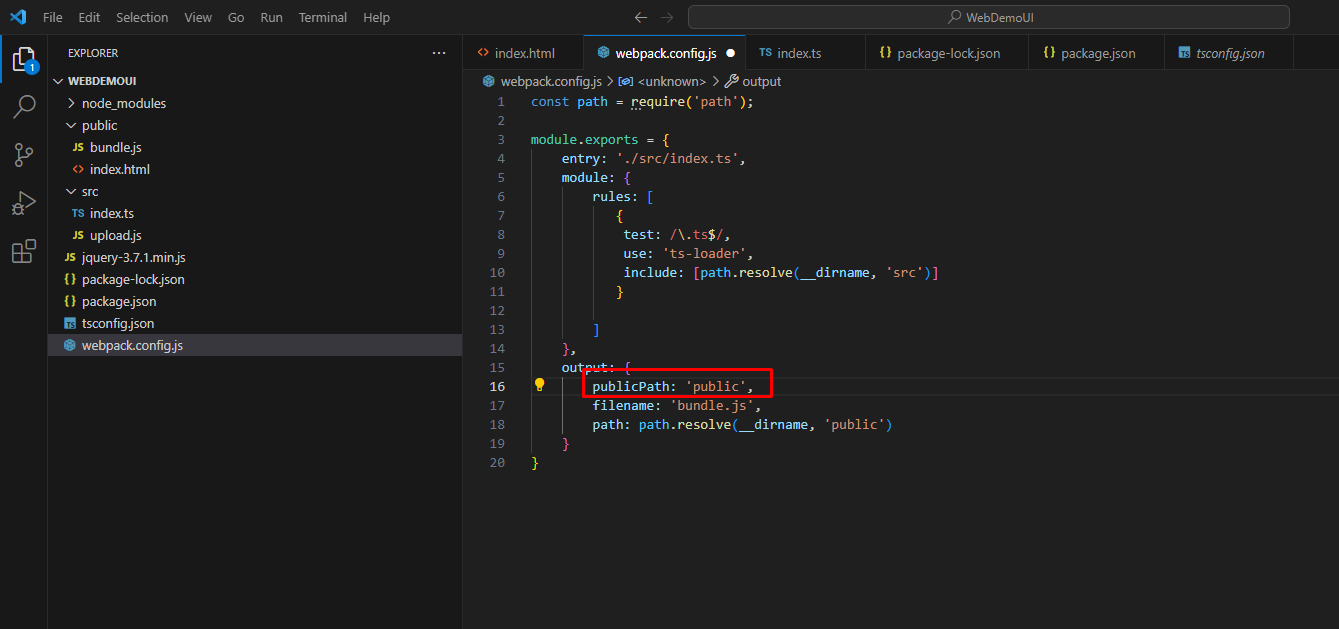 File Edit Selection View Go Run Terminal Help
WebDemoUI
EXPLORER
1
WEBDEMOUI
node_modules
public
JS bundle.js
<> index.html
src
TS index.ts
JS upload.js
JS jquery-3.7.1.min.js
{} package-lock.json
{} package.json
TS tsconfig.json
webpack.config.js
<> index.html webpack.config.js TS index.ts {} package-lock.json {} package.json TS tsconfig.json
webpack.config.js > <unknown> > output
1 const path = require('path');
2
3 module.exports = {
4 entry: './src/index.ts',
5 module: {
6 rules: [
7 {
8 test: /\.ts$/,
9 use: 'ts-loader',
10 include: [path.resolve(__dirname, 'src')]
11 }
12
13 ]
14 },
15 output: {
16 publicPath: 'public',
17 filename: 'bundle.js',
18 path: path.resolve(__dirname, 'public')
19 }
20 }